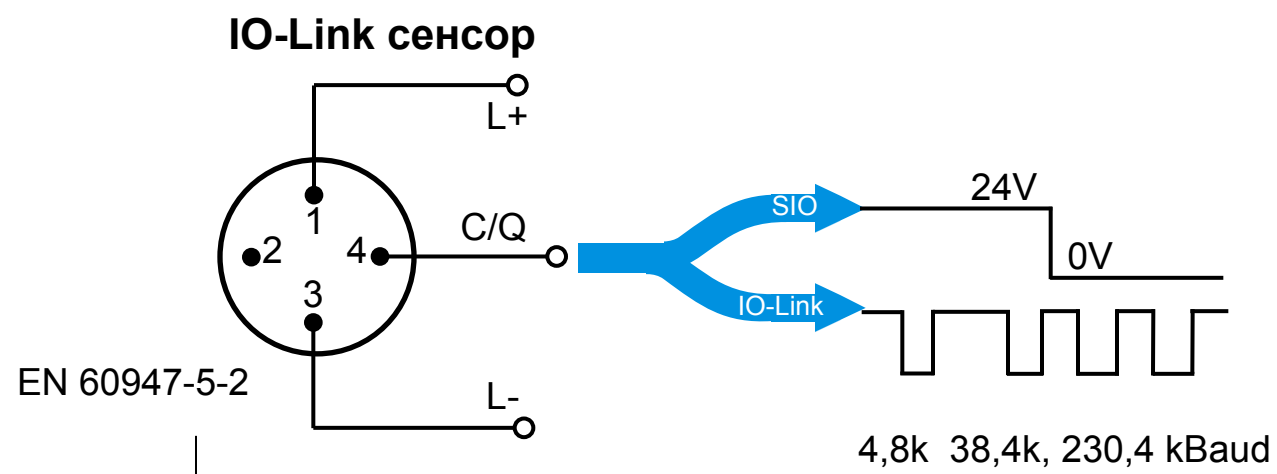 IO-Link сенсор
L+
1
2
4
3
C/Q
SIO
24V
0V
IO-Link
EN 60947-5-2
L-
4,8k 38,4k, 230,4 kBaud